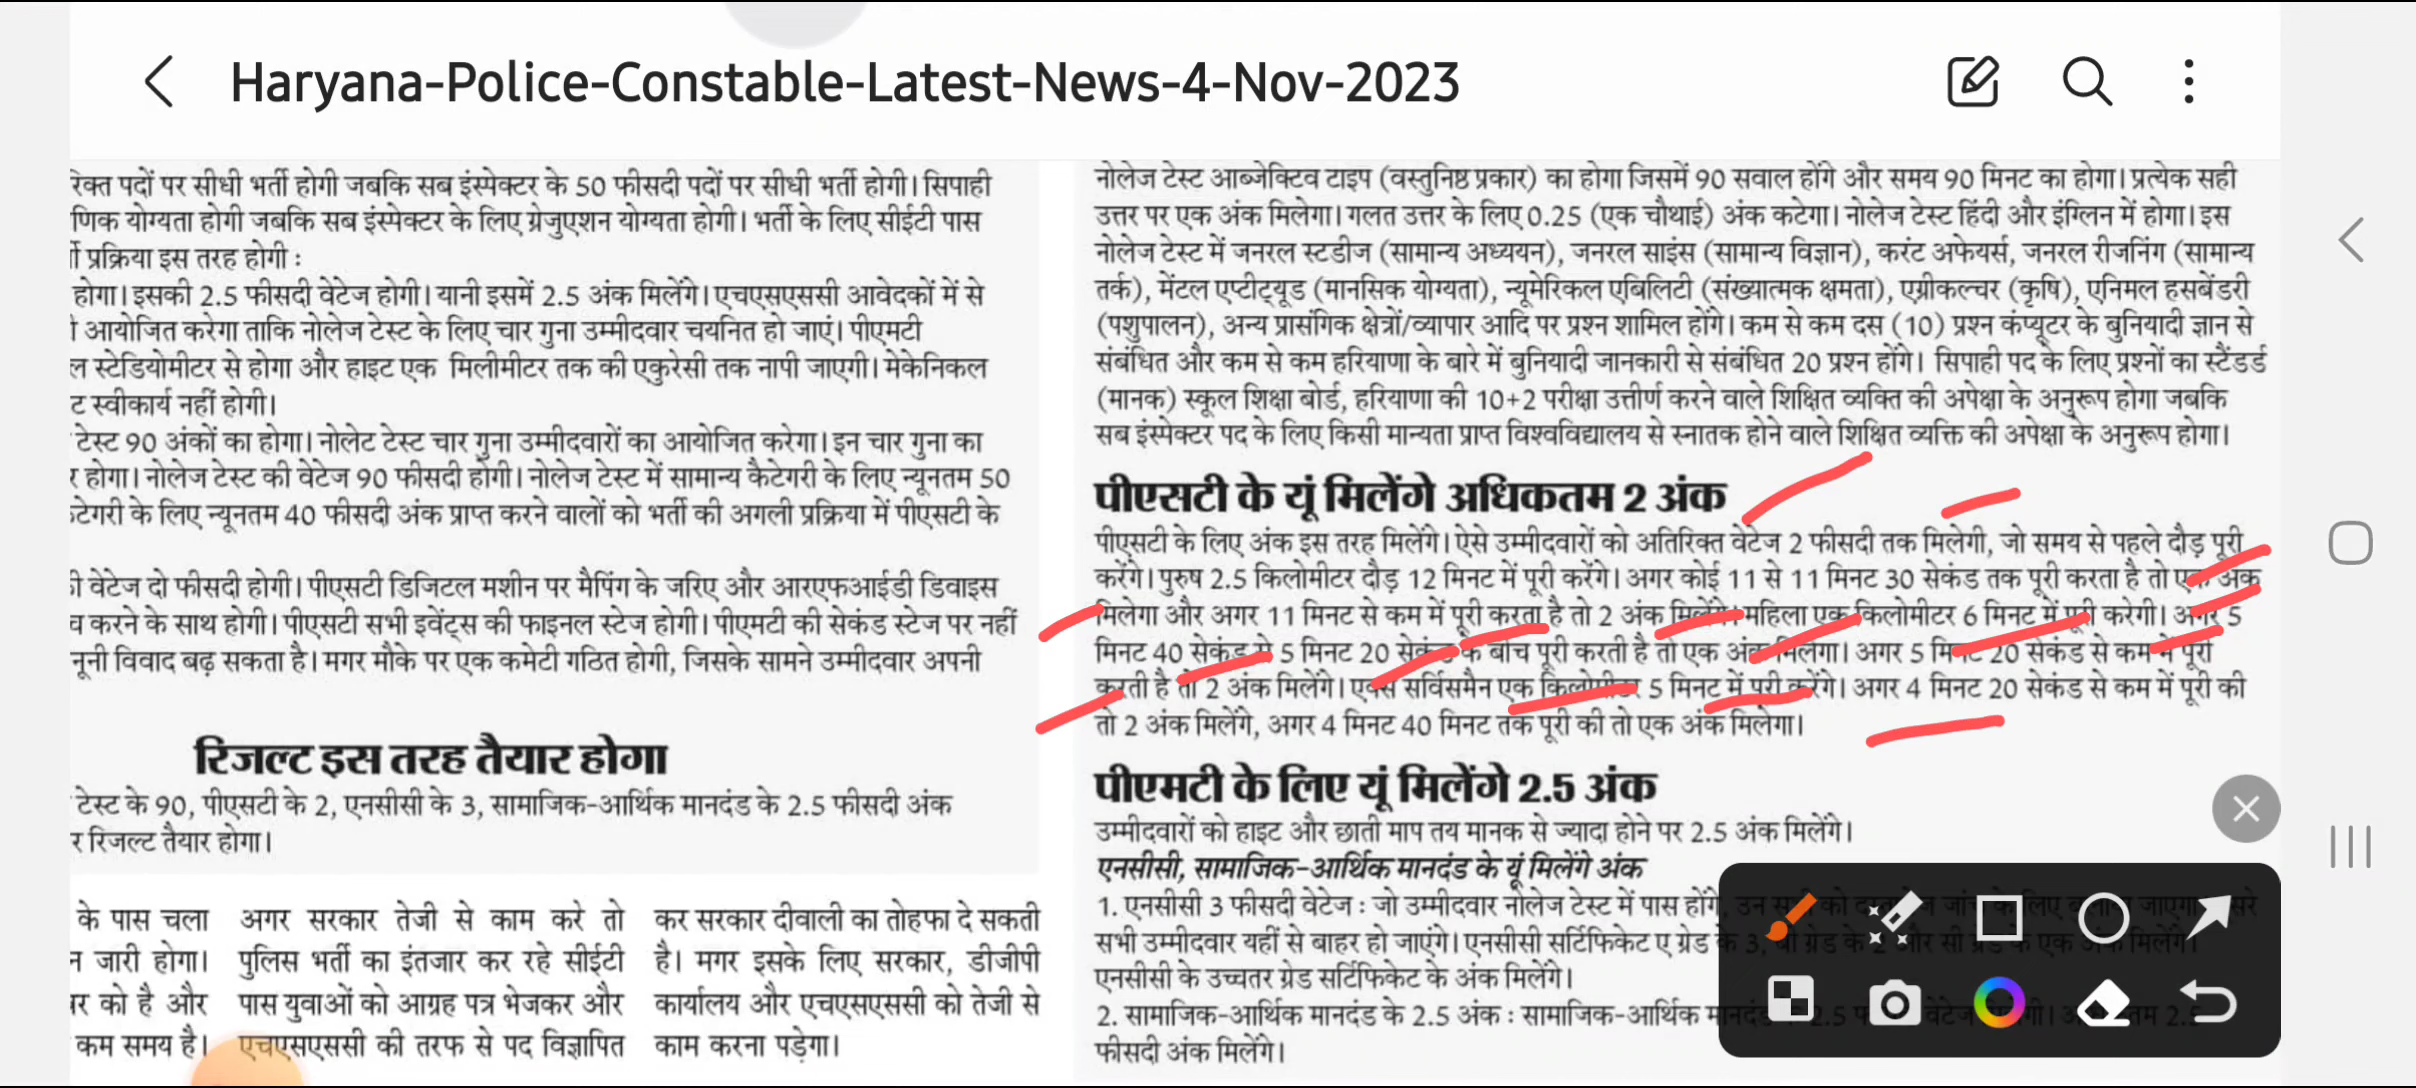 Haryana-Police-Constable-Latest-News-4-Nov-2023
रिक्त पदों पर सीधी भर्ती होगी जबकि सब इंस्पेक्टर के 50 फीसदी पदों पर सीधी भर्ती होगी। सिपाही
णिक योग्यता होगी जबकि सब इंस्पेक्टर के लिए ग्रेजुएशन योग्यता होगी। भर्ती के लिए सीईटी पास
प्रक्रिया इस तरह होगी :
होगा। इसकी 2.5 फीसदी वेटेज होगी। यानी इसमें 2.5 अंक मिलेंगे। एचएसएससी आवेदकों में से
आयोजित करेगा ताकि नोलेज टेस्ट के लिए चार गुना उम्मीदवार चयनित हो जाएं। पीएमटी
ल स्टेडियोमीटर से होगा और हाइट एक मिलीमीटर तक की एकुरेसी तक नापी जाएगी। मेकेनिकल
ट स्वीकार्य नहीं होगी।
टेस्ट 90 अंकों का होगा। नोलेट टेस्ट चार गुना उम्मीदवारों का आयोजित करेगा। इन चार गुना का
र होगा। नोलेज टेस्ट की वेटेज 90 फीसदी होगी। नोलेज टेस्ट में सामान्य कैटेगरी के लिए न्यूनतम 50
टेगरी के लिए न्यूनतम 40 फीसदी अंक प्राप्त करने वालों को भर्ती की अगली प्रक्रिया में पीएसटी के
ी वेटेज दो फीसदी होगी। पीएसटी डिजिटल मशीन पर मैपिंग के जरिए और आरएफआईडी डिवाइस
व करने के साथ होगी। पीएसटी सभी इवेंट्स की फाइनल स्टेज होगी। पीएमटी की सेकंड स्टेज पर नहीं
नूनी विवाद बढ़ सकता है। मगर मौके पर एक कमेटी गठित होगी, जिसके सामने उम्मीदवार अपनी
रिजल्ट इस तरह तैयार होगा
टेस्ट के 90, पीएसटी के 2, एनसीसी के 3, सामाजिक-आर्थिक मानदंड के 2.5 फीसदी अंक
र रिजल्ट तैयार होगा।
के पास चला
न जारी होगा।
र को है और
कम समय है।
अगर सरकार तेजी से काम करे तो
पुलिस भर्ती का इंतजार कर रहे सीईटी
पास युवाओं को आग्रह पत्र भेजकर और
एचएसएससी की तरफ से पद विज्ञापित
कर सरकार दीवाली का तोहफा दे सकती
है। मगर इसके लिए सरकार, डीजीपी
कार्यालय और एचएसएससी को तेजी से
काम करना पड़ेगा।
नोलेज टेस्ट आब्जेक्टिव टाइप (वस्तुनिष्ठ प्रकार) का होगा जिसमें 90 सवाल होंगे और समय 90 मिनट का होगा। प्रत्येक सही
उत्तर पर एक अंक मिलेगा। गलत उत्तर के लिए 0.25 (एक चौथाई) अंक कटेगा। नोलेज टेस्ट हिंदी और इंग्लिन में होगा। इस
नोलेज टेस्ट में जनरल स्टडीज (सामान्य अध्ययन), जनरल साइंस (सामान्य विज्ञान), करंट अफेयर्स, जनरल रीजनिंग (सामान्य
तर्क), मेंटल एप्टीट्यूड (मानसिक योग्यता), न्यूमेरिकल एबिलिटी (संख्यात्मक क्षमता), एग्रीकल्चर (कृषि), एनिमल हसबेंडरी
(पशुपालन), अन्य प्रासंगिक क्षेत्रों/व्यापार आदि पर प्रश्न शामिल होंगे। कम से कम दस (10) प्रश्न कंप्यूटर के बुनियादी ज्ञान से
संबंधित और कम से कम हरियाणा के बारे में बुनियादी जानकारी से संबंधित 20 प्रश्न होंगे। सिपाही पद के लिए प्रश्नों का स्टैंडर्ड
(मानक) स्कूल शिक्षा बोर्ड, हरियाणा की 10+2 परीक्षा उत्तीर्ण करने वाले शिक्षित व्यक्ति की अपेक्षा के अनुरूप होगा जबकि
सब इंस्पेक्टर पद के लिए किसी मान्यता प्राप्त विश्वविद्यालय से स्नातक होने वाले शिक्षित व्यक्ति की अपेक्षा के अनुरूप होगा।
पीएसटी के यूं मिलेंगे अधिकतम 2 अंक
पीएसटी के लिए अंक इस तरह मिलेंगे। ऐसे उम्मीदवारों को अतिरिक्त वेटेज 2 फीसदी तक मिलेगी, जो समय से पहले दौड़ पूरी
करेंगे। पुरुष 2.5 किलोमीटर दौड़ 12 मिनट में पूरी करेंगे। अगर कोई 11 से 11 मिनट 30 सेकंड तक पूरी करता है तो एक अंक
मिलेगा और अगर 11 मिनट से कम में पूरी करता है तो 2 अंक मिलेंगे। महिला एक किलोमीटर 6 मिनट में पूरी करेगी। अगर 5
मिनट 40 सेकंड से 5 मिनट 20 सेकंड के बीच पूरी करती है तो एक अंक मिलेगा। अगर 5 मिनट 20 सेकंड से कम में पूरी
करती है तो 2 अंक मिलेंगे। एक्स सर्विसमैन एक किलोमीटर 5 मिनट में पूरी करेंगे। अगर 4 मिनट 20 सेकंड से कम में पूरी की
तो 2 अंक मिलेंगे, अगर 4 मिनट 40 मिनट तक पूरी की तो एक अंक मिलेगा।
पीएमटी के लिए यूं मिलेंगे 2.5 अंक
उम्मीदवारों को हाइट और छाती माप तय मानक से ज्यादा होने पर 2.5 अंक मिलेंगे।
एनसीसी, सामाजिक-आर्थिक मानदंड के यूं मिलेंगे अंक
1. एनसीसी 3 फीसदी वेटेज : जो उम्मीदवार नोलेज टेस्ट में पास होंगे, उन को के लिए जाएगा
सभी उम्मीदवार यहीं से बाहर हो जाएंगे। एनसीसी सर्टिफिकेट ए ग्रेड के 3, बी ग्रेड के 2 और सी ग्रेड के एक अंक मिलेंगे।
एनसीसी के उच्चतर ग्रेड सर्टिफिकेट के अंक मिलेंगे।
2. सामाजिक-आर्थिक मानदंड के 2.5 अंक : सामाजिक-आर्थिक मानदंड
फीसदी अंक मिलेंगे।